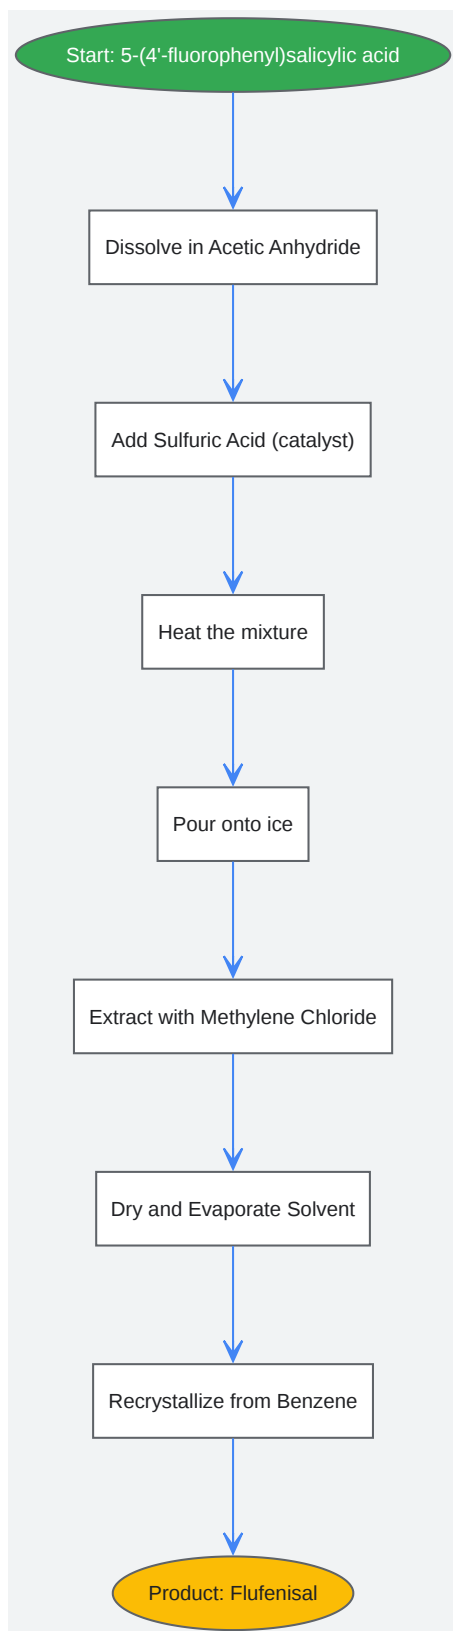 Start: 5-(4'-fluorophenyl)salicylic acid
Dissolve in Acetic Anhydride
Add Sulfuric Acid (catalyst)
Heat the mixture
Pour onto ice
Extract with Methylene Chloride
Dry and Evaporate Solvent
Recrystallize from Benzene
Product: Flufenisal